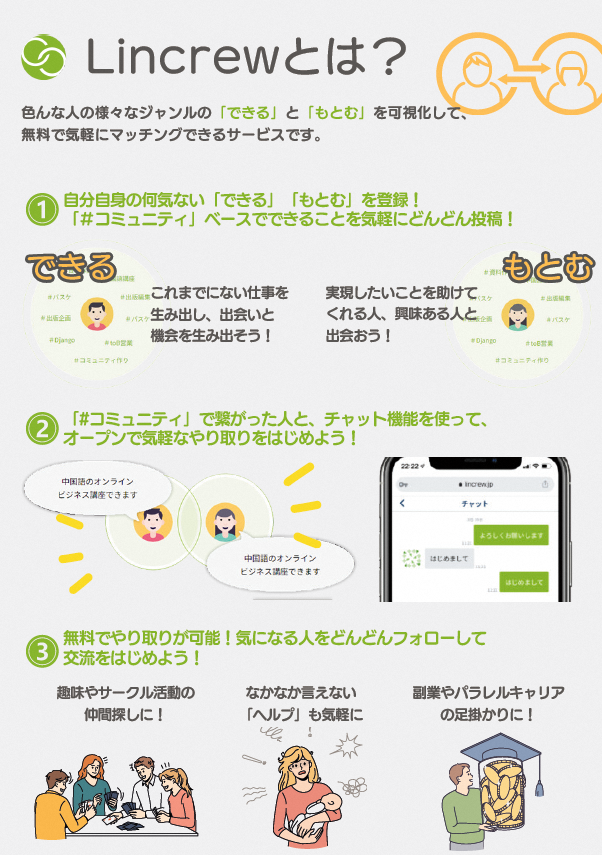 Lincrewとは？
色んな人の様々なジャンルの「できる」と「もとむ」を可視化して、
無料で気軽にマッチングできるサービスです。
1
自分自身の何気ない「できる」「もとむ」を登録！
「＃コミュニティ」ベースでできることを気軽にどんどん投稿！
できる
講座
#バスケ
#出版編集
#出版企画
#バスケ
#Django
#toB営業
#コミュニティ作り
これまでにない仕事を
生み出し、出会いと
機会を生み出そう！
実現したいことを助けて
くれる人、興味ある人と
出会おう！
もとむ
#資料
#バスケ
#出版編集
#出版企画
#バスケ
#Django
#toB営業
#コミュニティ作り
2
「#コミュニティ」で繋がった人と、チャット機能を使って、
オープンで気軽なやり取りをはじめよう！
中国語のオンライン
ビジネス講座できます
中国語のオンライン
ビジネス講座できます
22:22
lincrew.jp
チャット
よろしくお願いします
はじめまして
はじめまして
3
無料でやり取りが可能！気になる人をどんどんフォローして
交流をはじめよう！
趣味やサークル活動の
仲間探しに！
なかなか言えない
「ヘルプ」も気軽に
！
副業やパラレルキャリア
の足掛かりに！